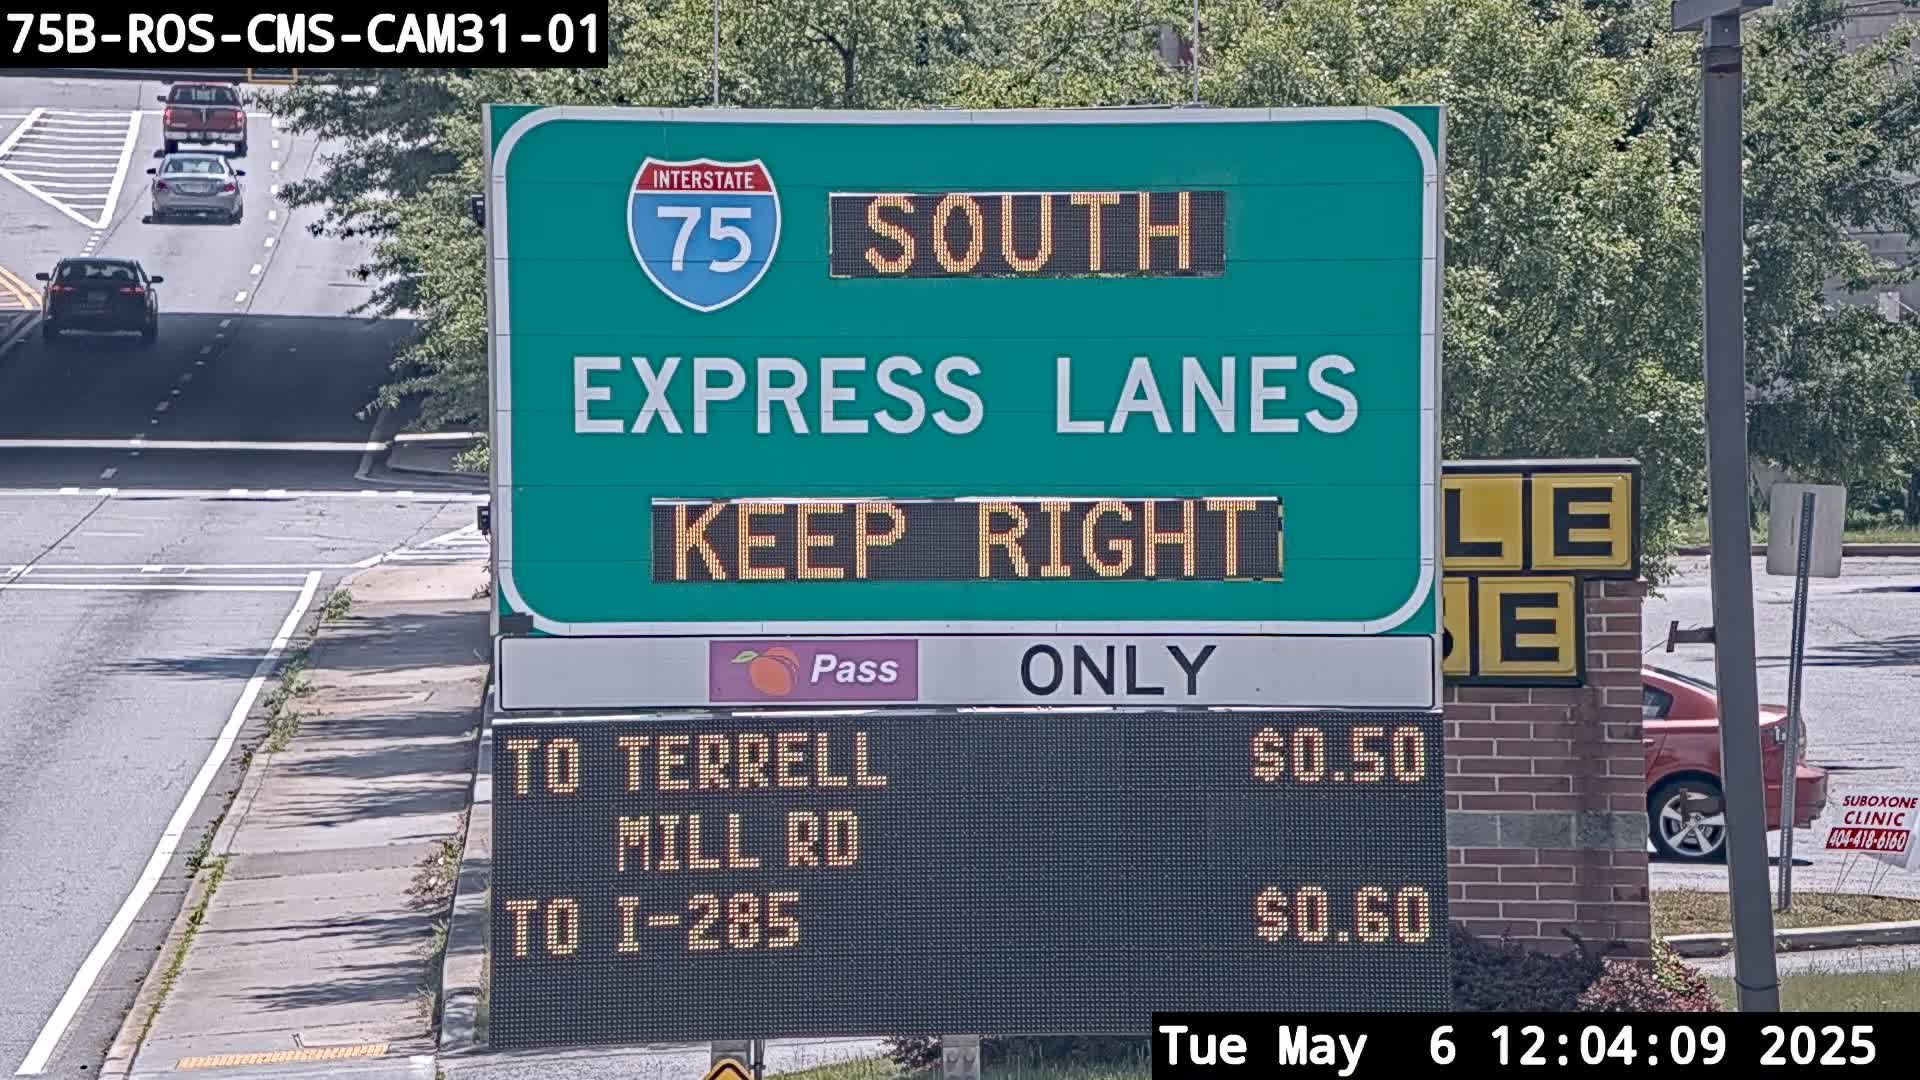 75B-ROS-CMS-CAM31-01
INTERSTATE
75
SOUTH
EXPRESS LANES
KEEP RIGHT
Pass ONLY
TO TERRELL $0.50
MILL RD
TO I-285 $0.60
LE
E
SUBOXONE
CLINIC
404-418-6160
Tue May 6 12:04:09 2025